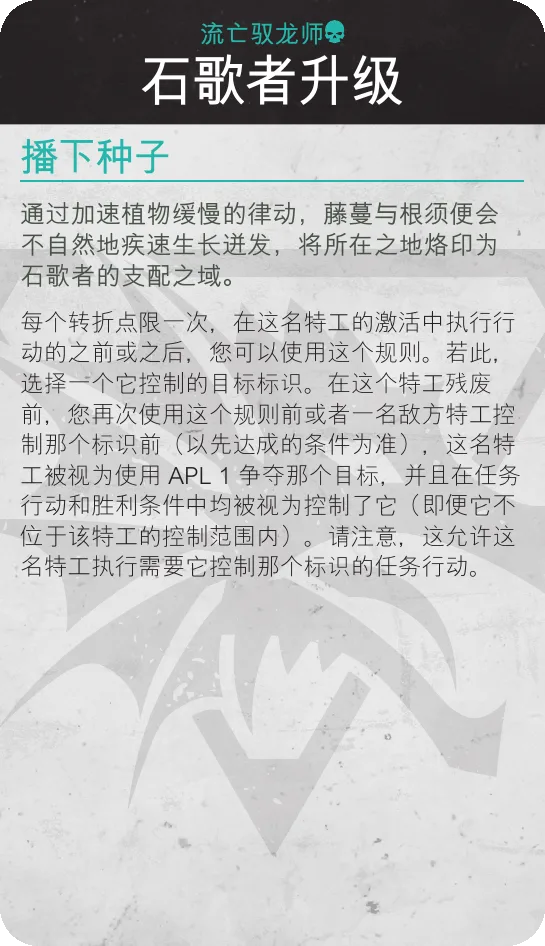 流亡驭龙师
石歌者升级
播下种子
通过加速植物缓慢的律动，藤蔓与根须便会
不自然地疾速生长迸发，将所在之地烙印为
石歌者的支配之域。
每个转折点限一次，在这名特工的激活中执行行
动的之前或之后，您可以使用这个规则。若此，
选择一个它控制的目标标识。在这个特工残废
前，您再次使用这个规则前或者一名敌方特工控
制那个标识前（以先达成的条件为准），这名特
工被视为使用 APL 1 争夺那个目标，并且在任务
行动和胜利条件中均被视为控制了它（即便它不
位于该特工的控制范围内）。请注意，这允许这
名特工执行需要它控制那个标识的任务行动。